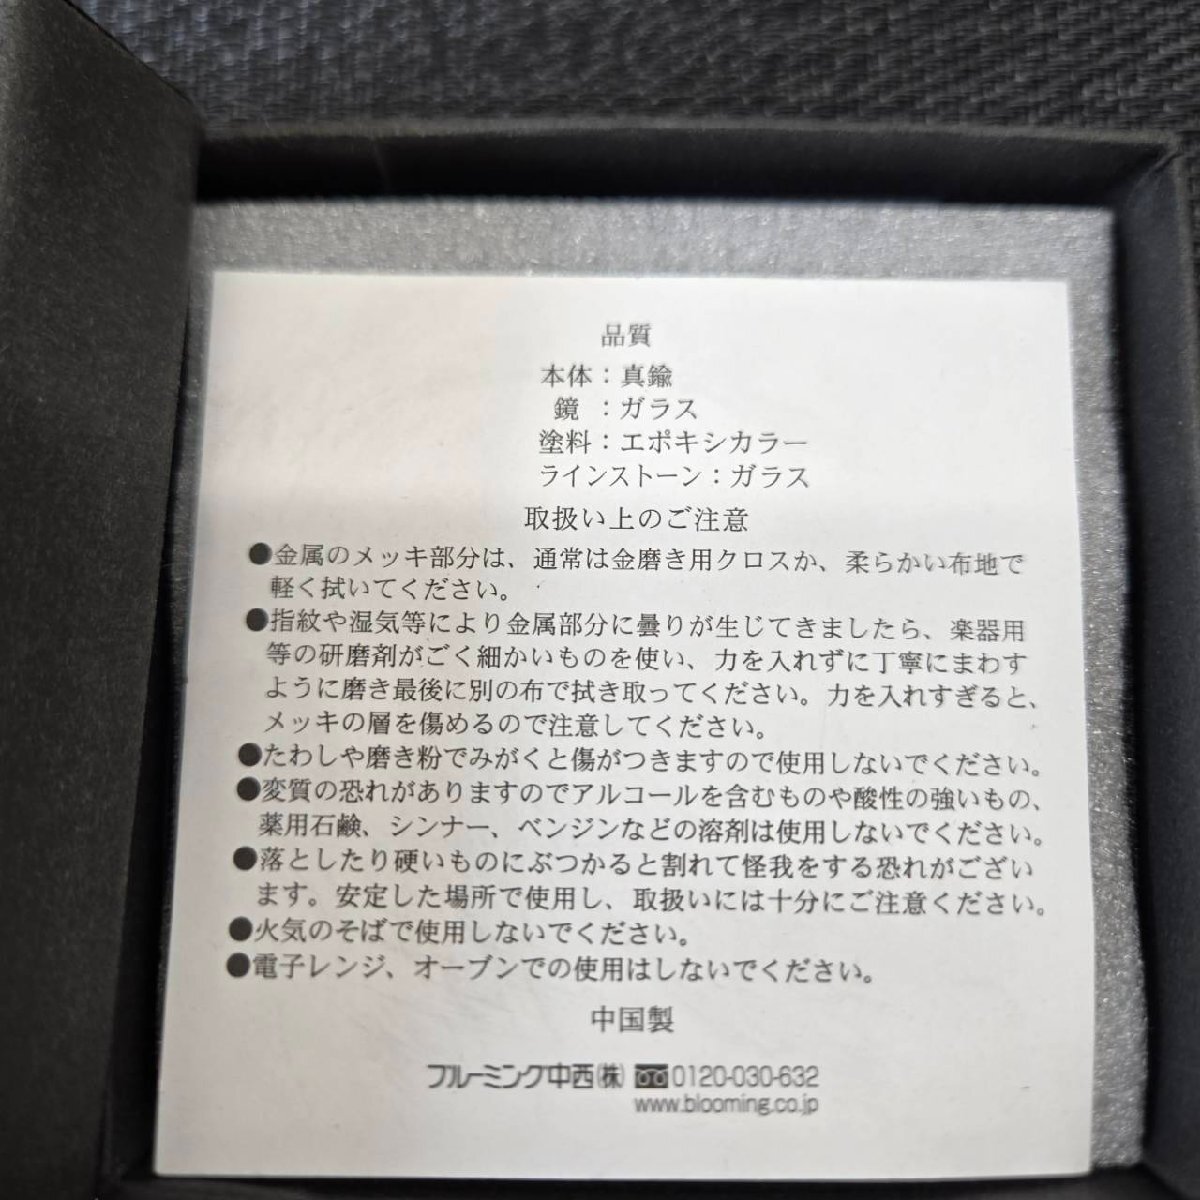 品質
本体：真鍮
鏡　：ガラス
塗料：エポキシカラー
ラインストーン：ガラス
取扱い上のご注意
●金属のメッキ部分は、通常は金磨き用クロスか、柔らかい布地で
軽く拭いてください。
●指紋や湿気等により金属部分に曇りが生じてきましたら、楽器用
等の研磨剤がごく細かいものを使い、力を入れずに丁寧にまわす
ように磨き最後に別の布で拭き取ってください。力を入れすぎると、
メッキの層を傷めるので注意してください。
●たわしや磨き粉でみがくと傷がつきますので使用しないでください。
●変質の恐れがありますのでアルコールを含むものや酸性の強いもの、
薬用石鹸、シンナー、ベンジンなどの溶剤は使用しないでください。
●落としたり硬いものにぶつかると割れて怪我をする恐れがござい
ます。安定した場所で使用し、取扱いには十分にご注意ください。
●火気のそばで使用しないでください。
●電子レンジ、オーブンでの使用はしないでください。
中国製
ブルーミング中西㈱ 0120-030-632
www.blooming.co.jp